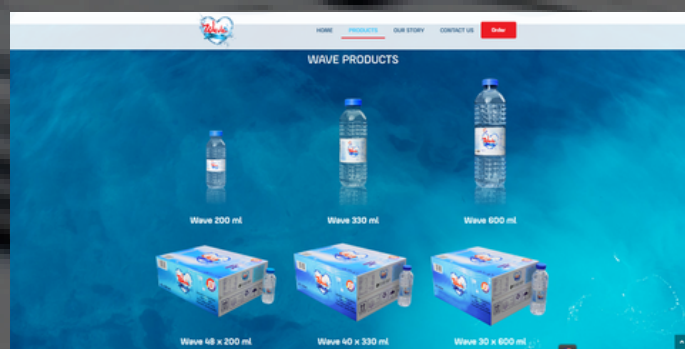 Wave
HOME PRODUCTS OUR STORY CONTACT US Order
WAVE PRODUCTS
Wave 200 ml Wave 330 ml Wave 600 ml
Wave 48 x 200 ml Wave 40 x 330 ml Wave 30 x 600 ml